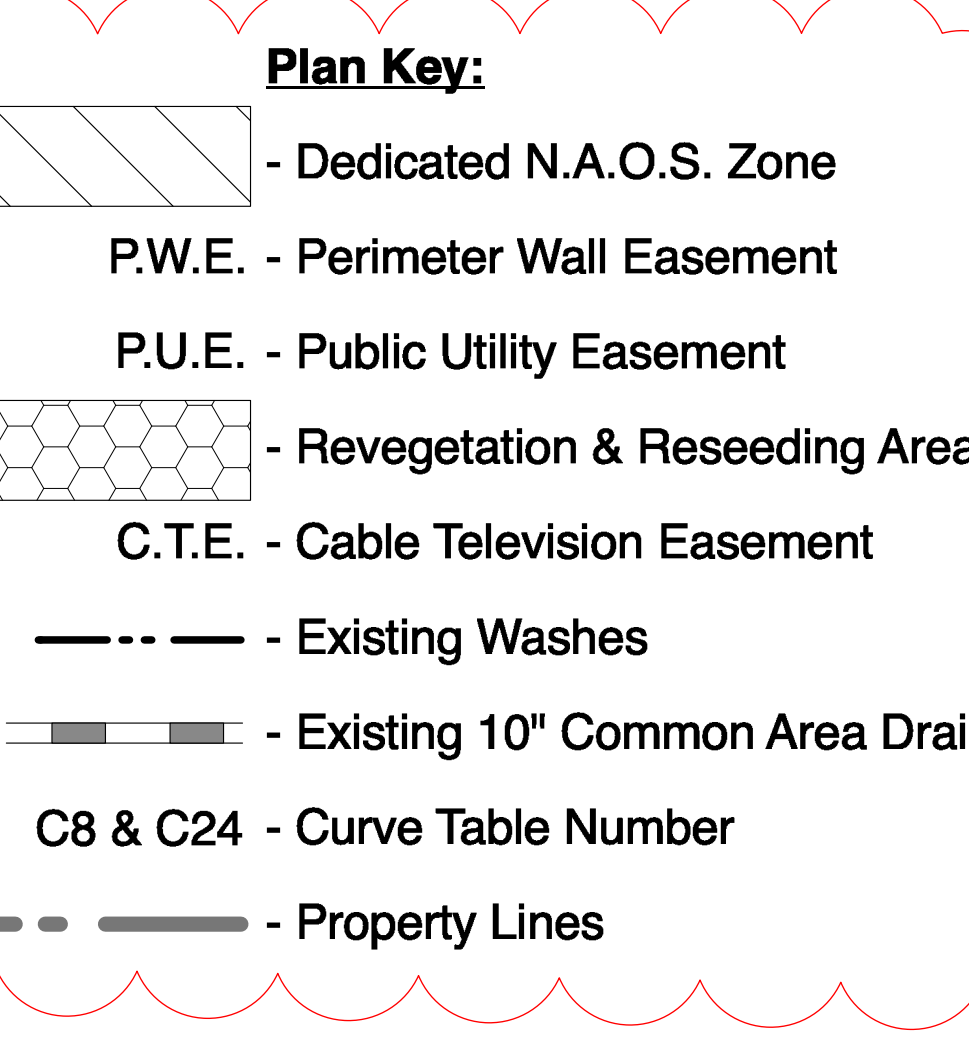 Plan Key:
- Dedicated N.A.O.S. Zone
P.W.E. - Perimeter Wall Easement
P.U.E. - Public Utility Easement
- Revegetation & Reseeding Area
C.T.E. - Cable Television Easement
- Existing Washes
- Existing 10" Common Area Drai
C8 & C24 - Curve Table Number
- Property Lines